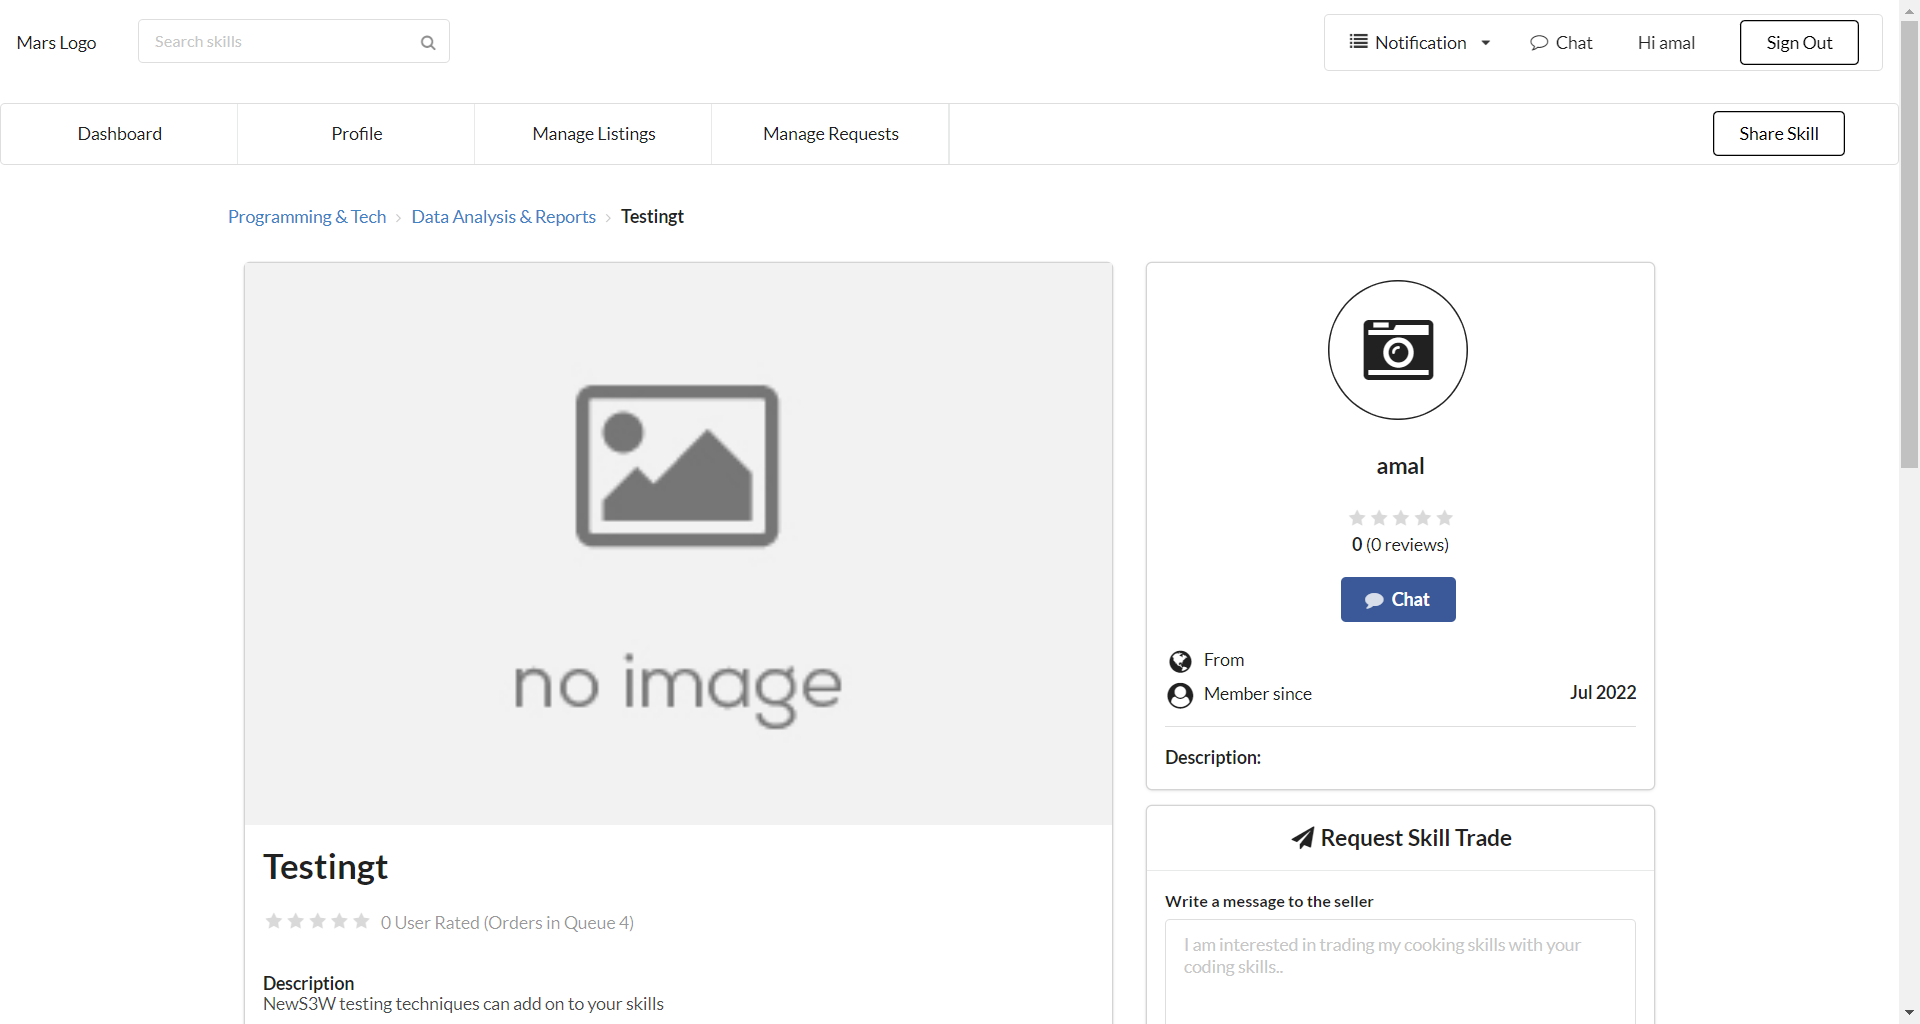 Mars Logo
Search skills
Notification
Chat
Hi amal
Sign Out
Dashboard
Profile
Manage Listings
Manage Requests
Share Skill
Programming & Tech › Data Analysis & Reports › Testingt
no image
Testingt
0 User Rated (Orders in Queue 4)
Description
NewS3W testing techniques can add on to your skills
amal
0 (0 reviews)
Chat
From
Member since Jul 2022
Description:
Request Skill Trade
Write a message to the seller
I am interested in trading my cooking skills with your
coding skills..